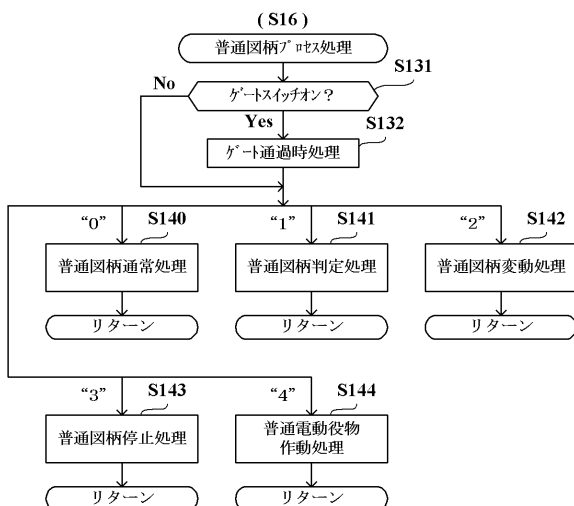 (S16)
普通図柄ﾌﾟﾛｾｽ処理
S131
No
ｹﾞｰﾄｽｲｯﾁｵﾝ?
Yes
S132
ｹﾞｰﾄ通過時処理
“0”
S140
“1”
S141
“2”
S142
普通図柄通常処理
普通図柄判定処理
普通図柄変動処理
リターン
リターン
リターン
“3”
S143
“4”
S144
普通図柄停止処理
普通電動役物
作動処理
リターン
リターン